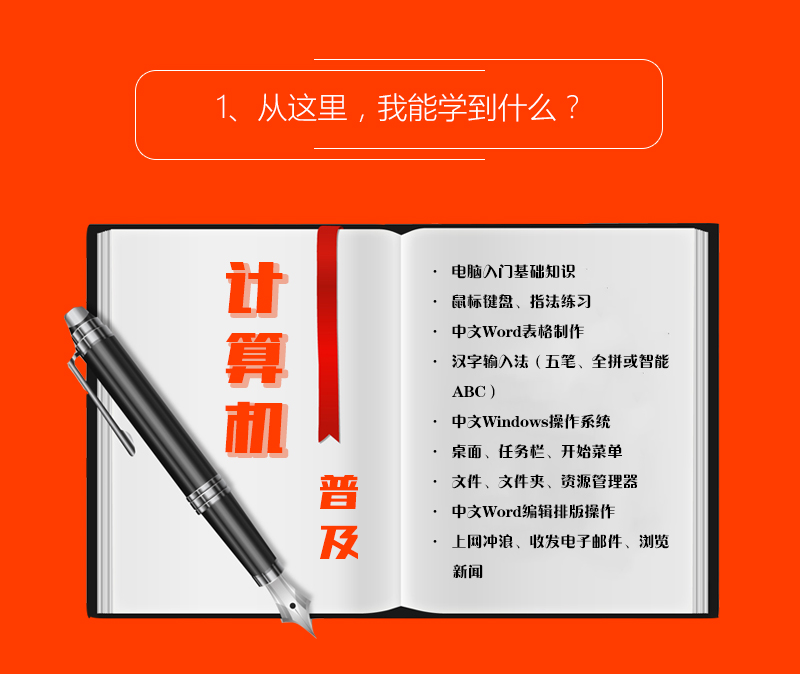 1、从这里，我能学到什么？
计算机
普及
· 电脑入门基础知识
· 鼠标键盘、指法练习
· 中文Word表格制作
· 汉字输入法（五笔、全拼或智能
ABC）
· 中文Windows操作系统
· 桌面、任务栏、开始菜单
· 文件、文件夹、资源管理器
· 中文Word编辑排版操作
· 上网冲浪、收发电子邮件、浏览
新闻